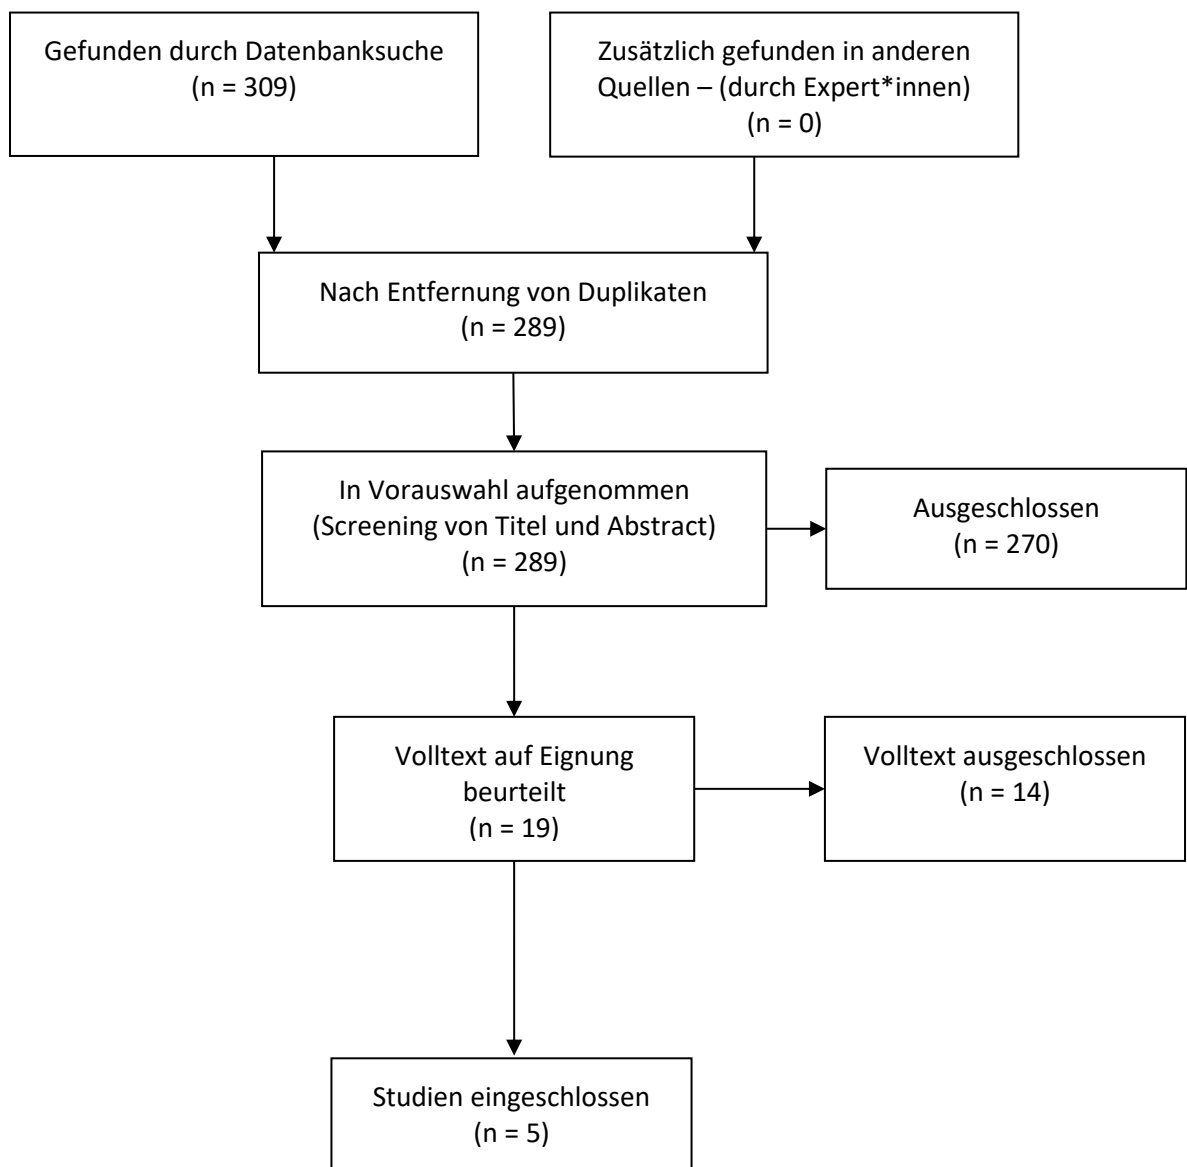 Gefunden durch Datenbanksuche
(n = 309)
Zusätzlich gefunden in anderen
Quellen – (durch Expert*innen)
(n = 0)
Nach Entfernung von Duplikaten
(n = 289)
In Vorauswahl aufgenommen
(Screening von Titel und Abstract)
(n = 289)
Ausgeschlossen
(n = 270)
Volltext auf Eignung
beurteilt
(n = 19)
Volltext ausgeschlossen
(n = 14)
Studien eingeschlossen
(n = 5)